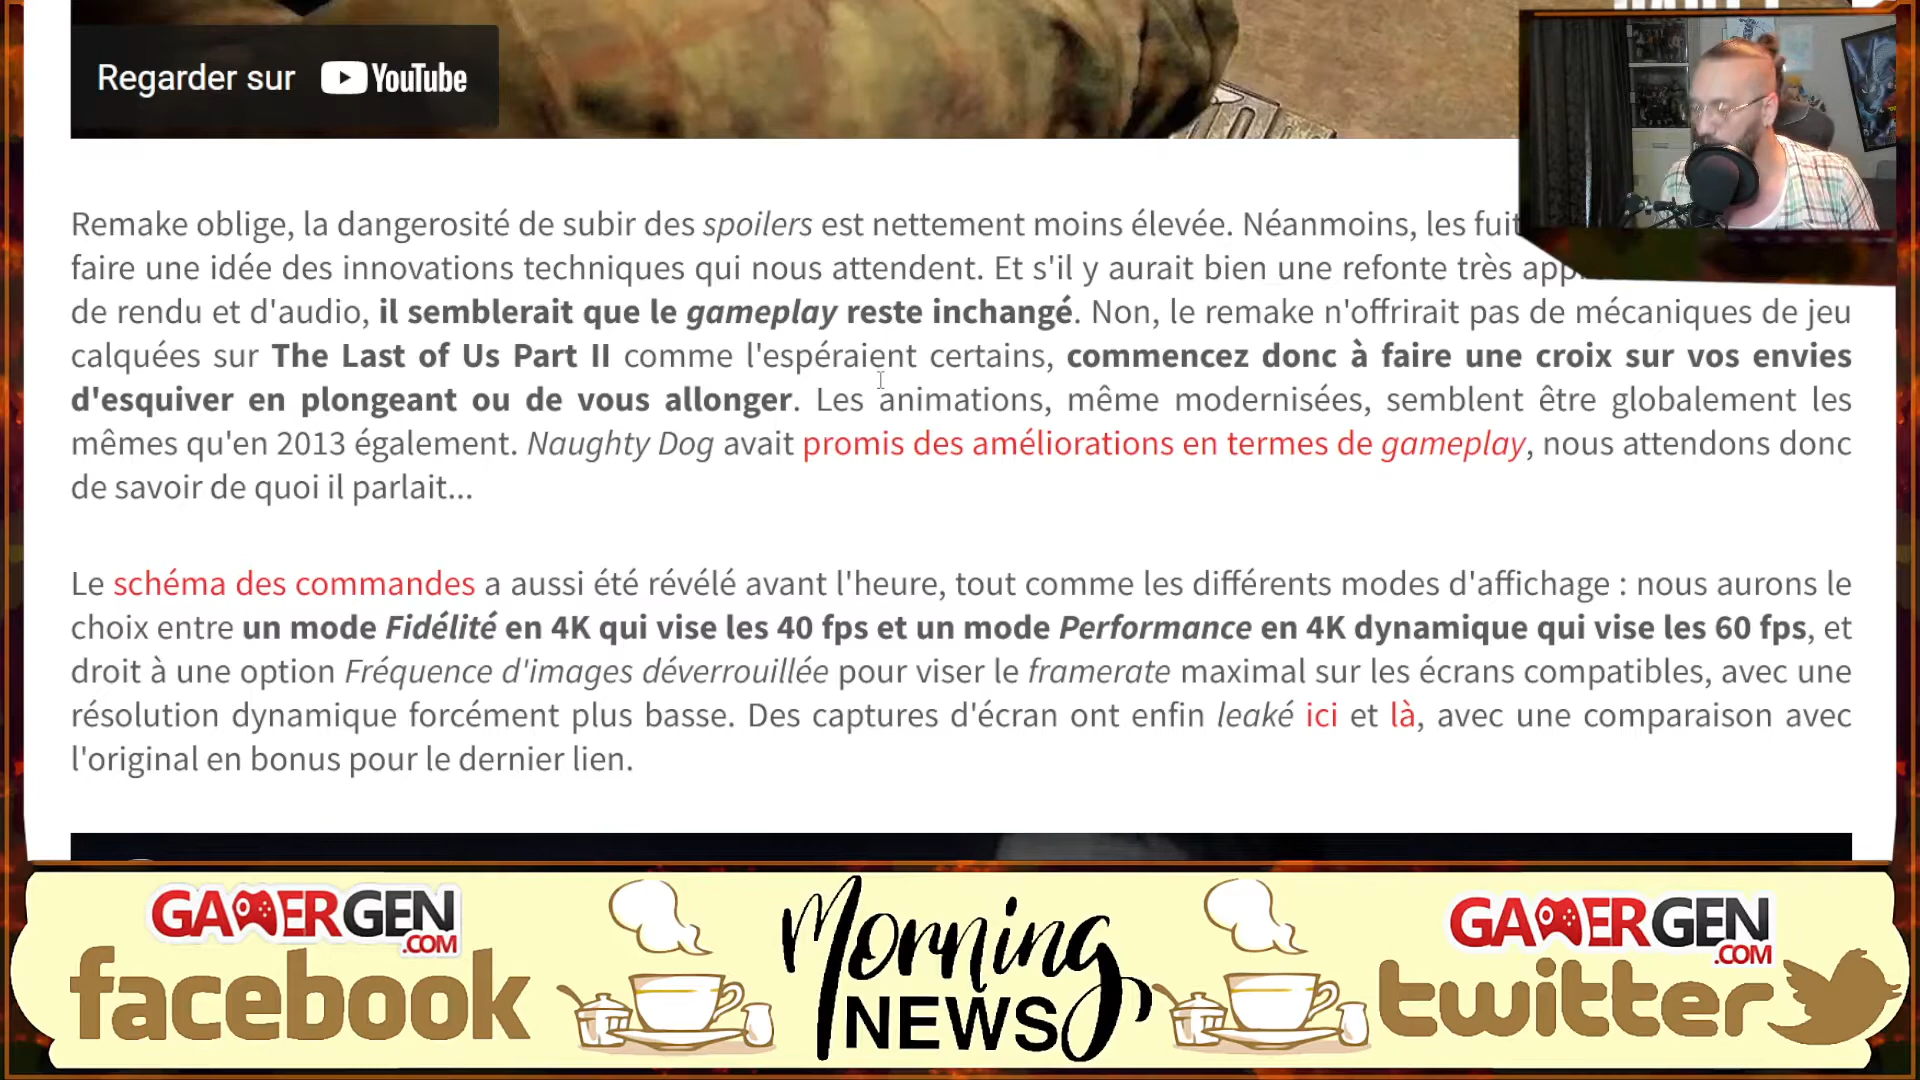 Regarder sur YouTube
Remake oblige, la dangerosité de subir des spoilers est nettement moins élevée. Néanmoins, les
faire une idée des innovations techniques qui nous attendent. Et s'il y aurait bien une refonte très
de rendu et d'audio, il semblerait que le gameplay reste inchangé. Non, le remake n'offrirait pas de mécaniques de jeu
calquées sur The Last of Us Part II comme l'espéraient certains, commencez donc à faire une croix sur vos envies
d'esquiver en plongeant ou de vous allonger. Les animations, même modernisées, semblent être globalement les
mêmes qu'en 2013 également. Naughty Dog avait promis des améliorations en termes de gameplay, nous attendons donc
de savoir de quoi il parlait...
Le schéma des commandes a aussi été révélé avant l'heure, tout comme les différents modes d'affichage : nous aurons le
choix entre un mode Fidélité en 4K qui vise les 40 fps et un mode Performance en 4K dynamique qui vise les 60 fps, et
droit à une option Fréquence d'images déverrouillée pour viser le framerate maximal sur les écrans compatibles, avec une
résolution dynamique forcément plus basse. Des captures d'écran ont enfin leaké ici et là, avec une comparaison avec
l'original en bonus pour le dernier lien.
GAMERGEN
.COM
facebook
Morning
NEWS
GAMERGEN
.COM
twitter